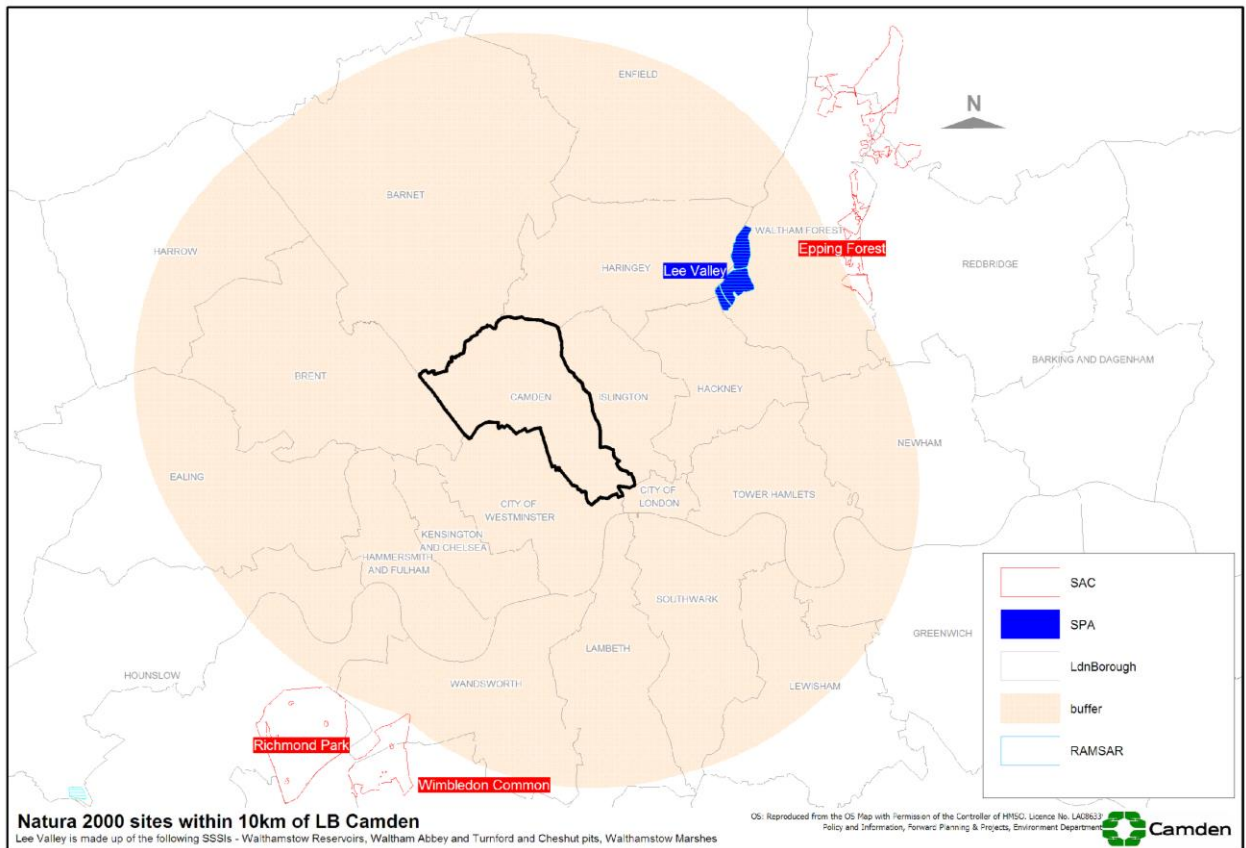 ENFIELD
N
BARNET
WALTHAM FOREST
HARROW
Epping Forest
HARINGEY
Lee Valley
REDBRIDGE
BARKING AND DAGENHAM
BRENT
HACKNEY
CAMDEN
ISLINGTON
NEWHAM
EALING
CITY OF
LONDON
TOWER HAMLETS
CITY OF
WESTMINSTER
KENSINGTON
AND CHELSEA
HAMMERSMITH
AND FULHAM
SOUTHWARK
GREENWICH
LAMBETH
HOUNSLOW
WANDSWORTH
LEWISHAM
Richmond Park
Wimbledon Common
SAC
SPA
LdnBorough
buffer
RAMSAR
Natura 2000 sites within 10km of LB Camden
Lee Valley is made up of the following SSSIs - Walthamstow Reservoirs, Waltham Abbey and Turnford and Cheshut pits, Walthamstow Marshes
OS: Reproduced from the OS Map with Permission of the Controller of HMSO. Licence No.
Policy and Information, Forward Planning & Projects, Environment Department
Camden